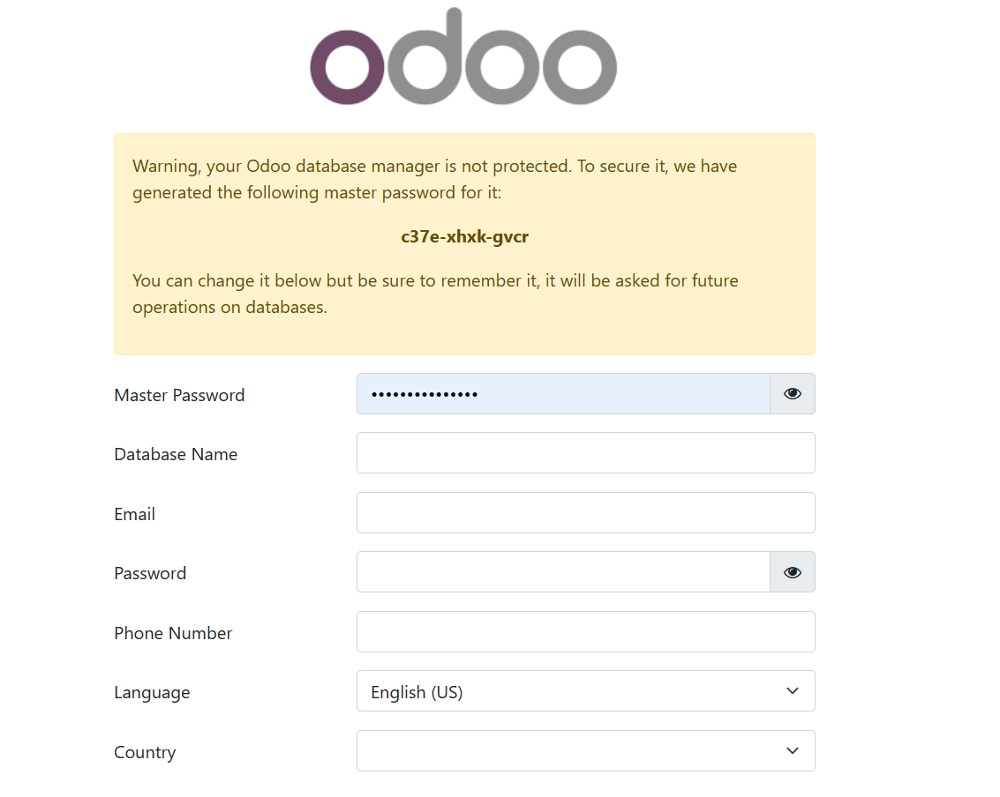 odoo
Warning, your Odoo database manager is not protected. To secure it, we have
generated the following master password for it:
c37e-xhxk-gvcr
You can change it below but be sure to remember it, it will be asked for future
operations on databases.
Master Password •••••••••••••••
Database Name
Email
Password
Phone Number
Language English (US)
Country